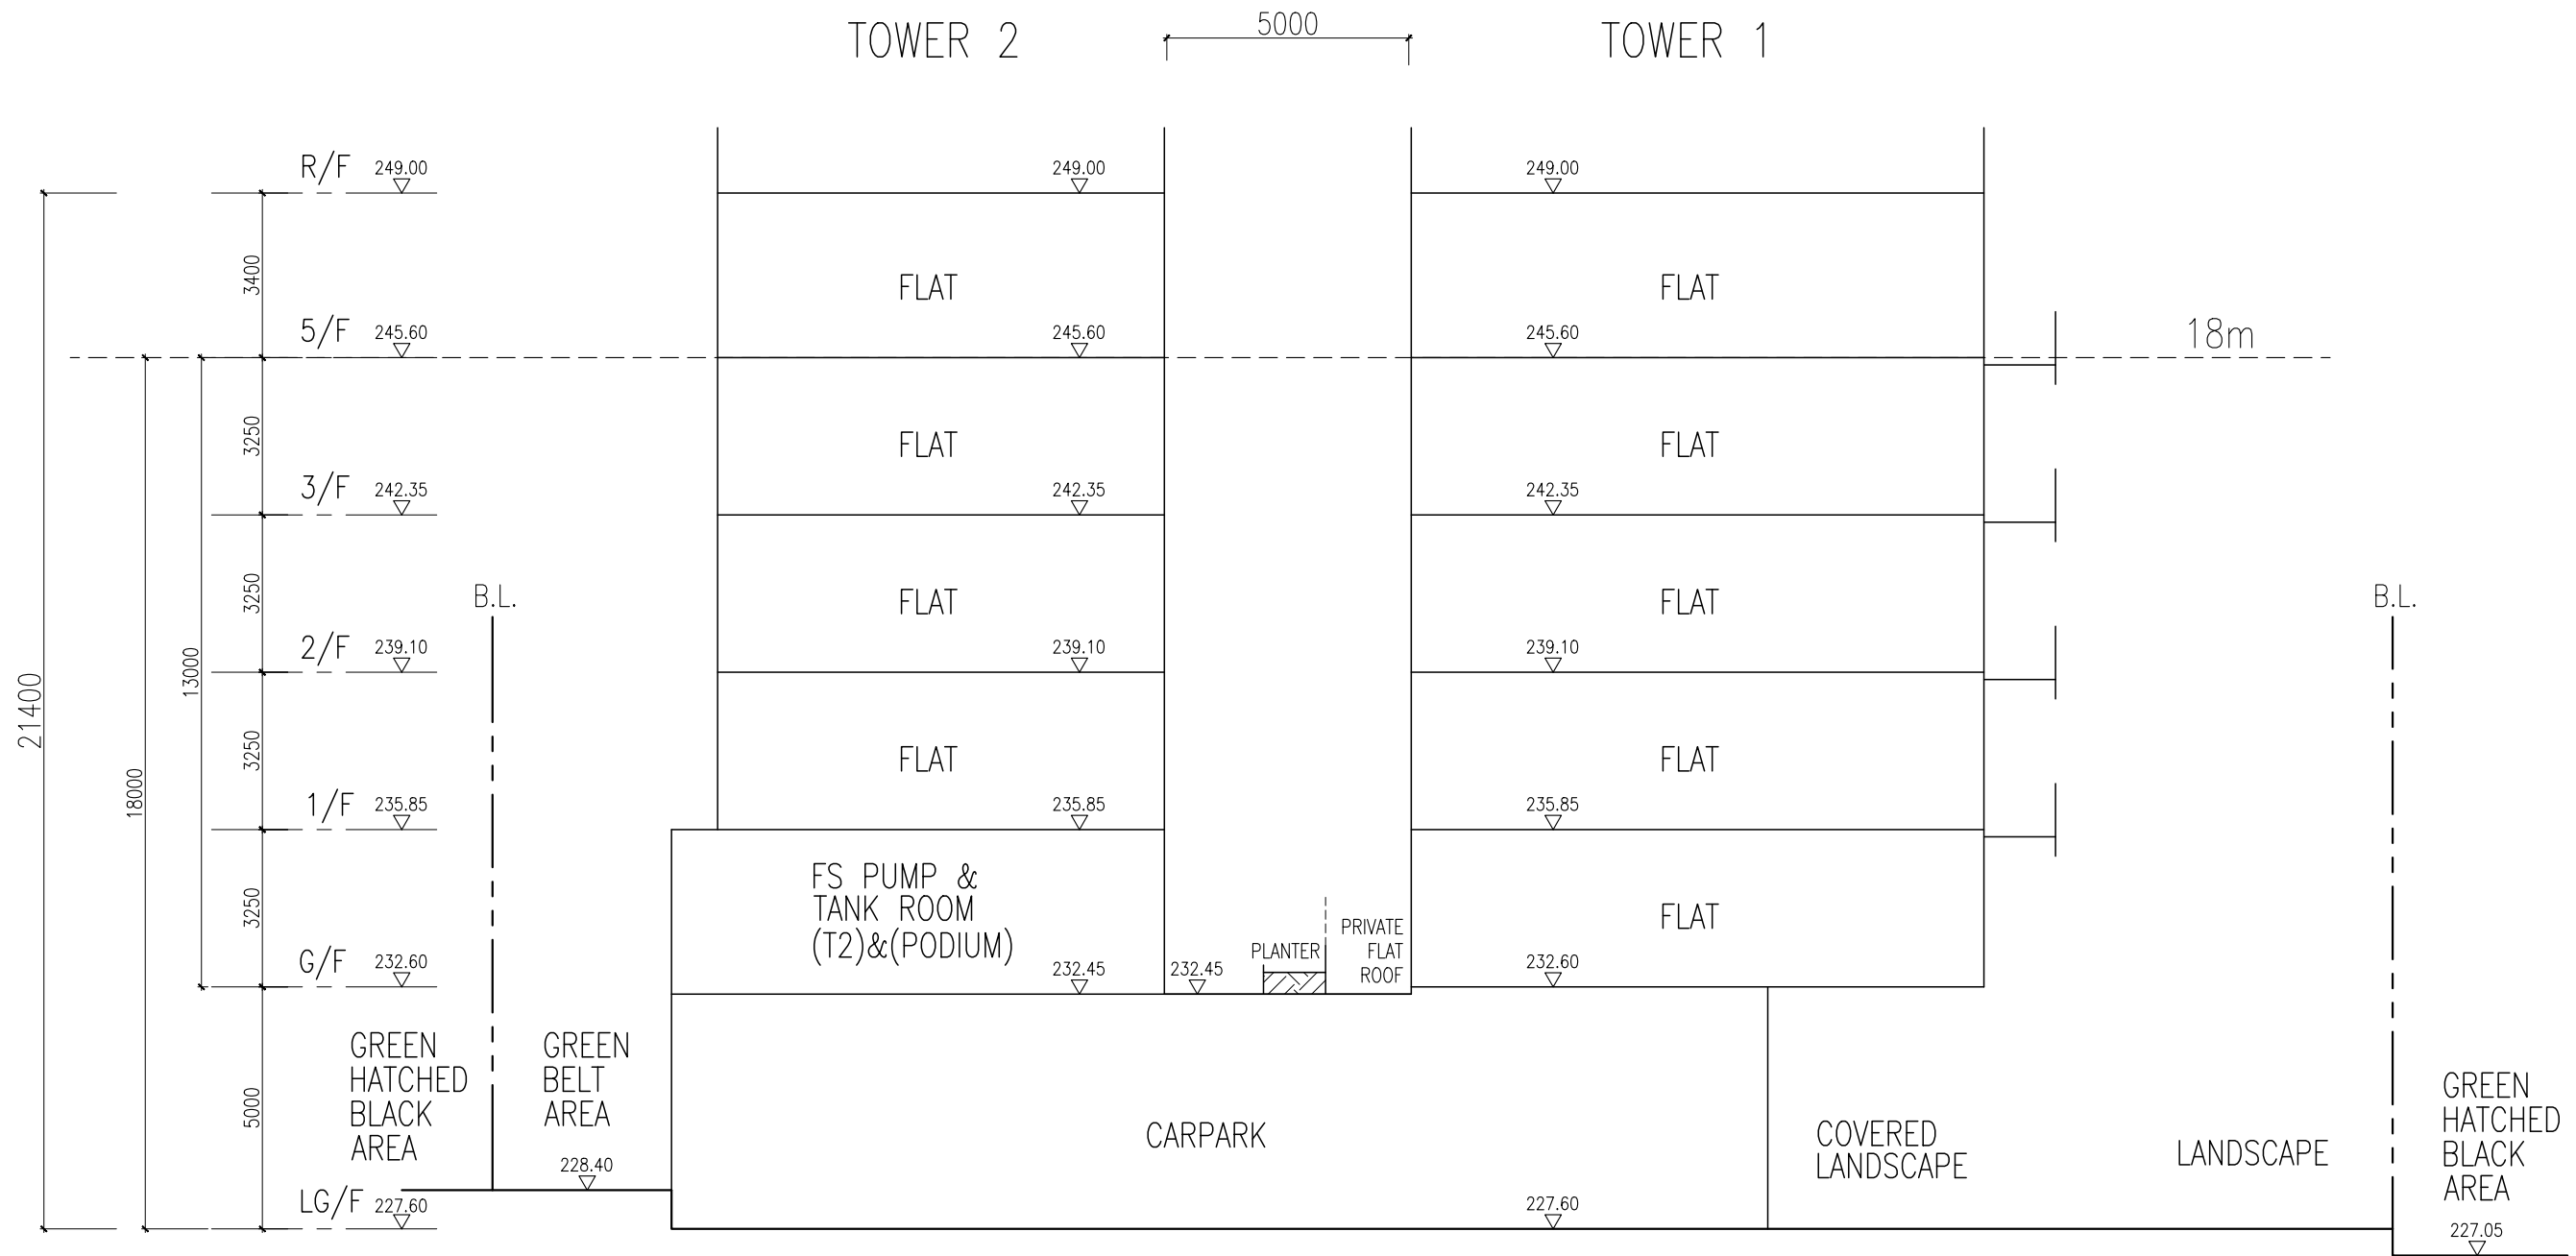 TOWER 2
5000
TOWER 1
R/F 249.00
249.00
249.00
3400
FLAT
FLAT
5/F 245.60
245.60
245.60
18m
3250
FLAT
FLAT
3/F 242.35
242.35
242.35
3250
B.L.
FLAT
FLAT
B.L.
2/F 239.10
239.10
239.10
21400
13000
18000
3250
FLAT
FLAT
1/F 235.85
235.85
235.85
3250
FS PUMP &
TANK ROOM
(T2)&(PODIUM)
FLAT
PLANTER
PRIVATE
FLAT
ROOF
G/F 232.60
232.45
232.45
232.60
GREEN
HATCHED
BLACK
AREA
GREEN
BELT
AREA
5000
228.40
CARPARK
COVERED
LANDSCAPE
LANDSCAPE
GREEN
HATCHED
BLACK
AREA
LG/F 227.60
227.60
227.05